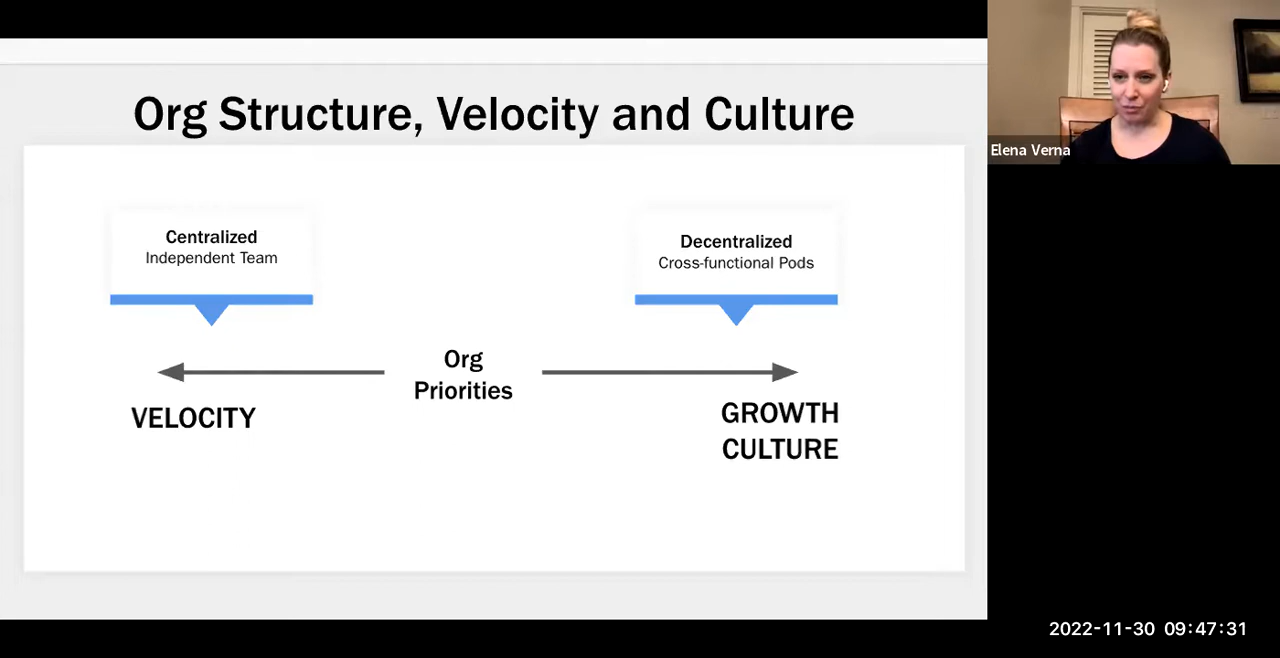 Org Structure, Velocity and Culture
Centralized
Independent Team
Decentralized
Cross-functional Pods
Org
Priorities
VELOCITY
GROWTH
CULTURE
Elena Verna
2022-11-30 09:47:31